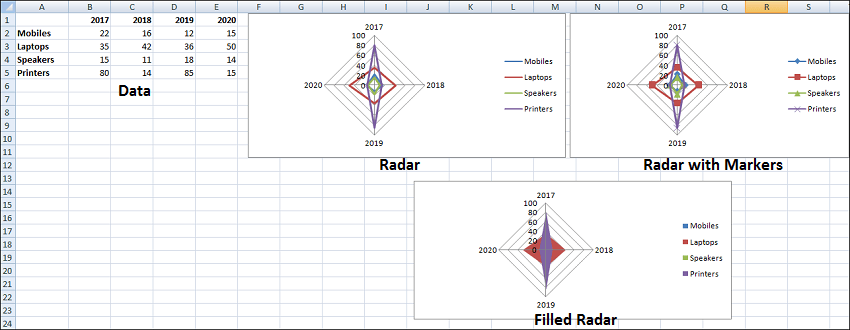 A B C D E F G H I J K L M N O P Q R S
1 2017 2018 2019 2020
2 Mobiles 22 16 12 15
3 Laptops 35 42 36 50
4 Speakers 15 11 18 14
5 Printers 80 14 85 15
6
7
8
9
10
11
12
13
14
15
16
17
18
19
20
21
22
23
24
Data
2017
100
80
60
40
20
0
2020
2018
2019
Mobiles
Laptops
Speakers
Printers
Radar
2017
100
80
60
40
20
0
2020
2018
2019
Mobiles
Laptops
Speakers
Printers
Radar with Markers
2017
100
80
60
40
20
0
2020
2018
2019
Mobiles
Laptops
Speakers
Printers
Filled Radar